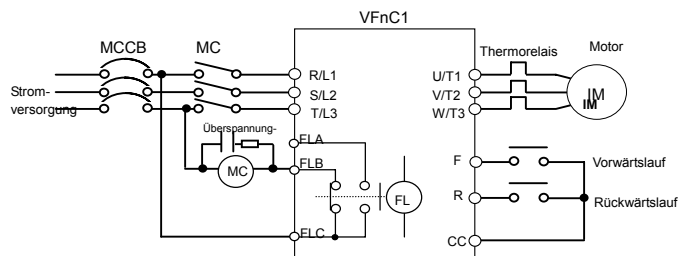 VFnC1
MCCB
MC
Thermorelais
Motor
R/L1
U/T1
Strom-
S/L2
V/T2
IM
IM
versorgung
T/L3
W/T3
Überspannung-
FLA
FLB
MC
F
Vorwärtslauf
FL
R
Rückwärtslauf
FLC
CC